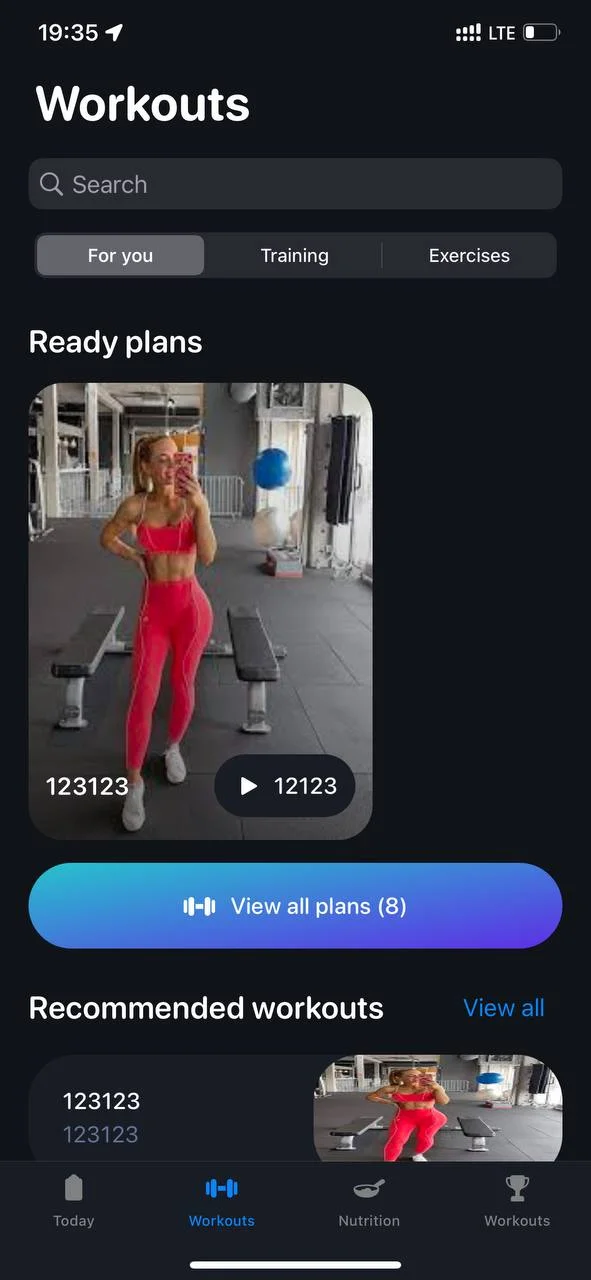 19:35 LTE
Workouts
Search
For you Training Exercises
Ready plans
123123 12123
View all plans (8)
Recommended workouts View all
123123
123123
Today Workouts Nutrition Workouts